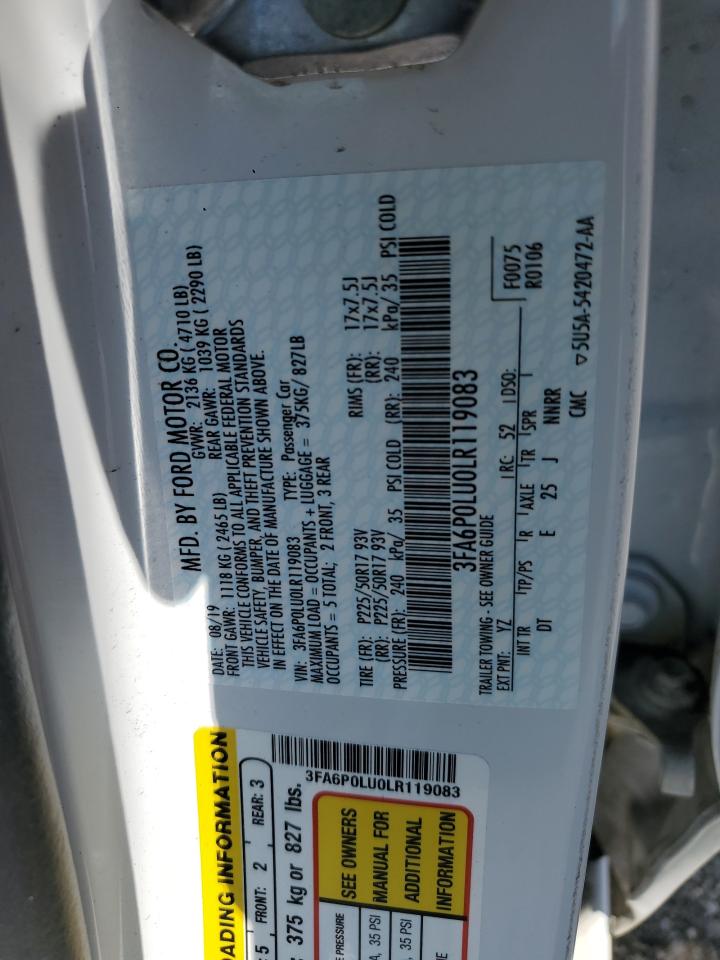 MFD. BY FORD MOTOR CO.
DATE: 08/19 GVWR: 2136 KG ( 4710 LB)
FRONT GAWR: 1118 KG ( 2465 LB) REAR GAWR: 1039 KG ( 2290 LB)
THIS VEHICLE CONFORMS TO ALL APPLICABLE FEDERAL MOTOR
VEHICLE SAFETY, BUMPER, AND THEFT PREVENTION STANDARDS
IN EFFECT ON THE DATE OF MANUFACTURE SHOWN ABOVE.
VIN: 3FA6P0LU0LR119083 TYPE: Passenger Car
MAXIMUM LOAD = OCCUPANTS + LUGGAGE = 375KG/ 827LB
OCCUPANTS = 5 TOTAL; 2 FRONT, 3 REAR
TIRE (FR): P225/50R17 93V RIMS (FR): 17x7.5J
(RR): P225/50R17 93V (RR): 17x7.5J
PRESSURE (FR): 240 kPa/ 35 PSI COLD (RR): 240 kPa/ 35 PSI COLD
3FA6P0LU0LR119083
F0075
R0106
TRAILER TOWING - SEE OWNER GUIDE
EXT PNT: YZ RC: 52 DSO:
INT TR TP/PS R AXLE TR SPR
DT E 25 J NNRR
CMC ▽ 5U5A-5420472-AA
LOADING INFORMATION
5 FRONT: 2 REAR: 3
375 kg or 827 lbs.
3FA6P0LU0LR119083
PRESSURE
, 35 PSI
, 35 PSI
SEE OWNERS
MANUAL FOR
ADDITIONAL
INFORMATION